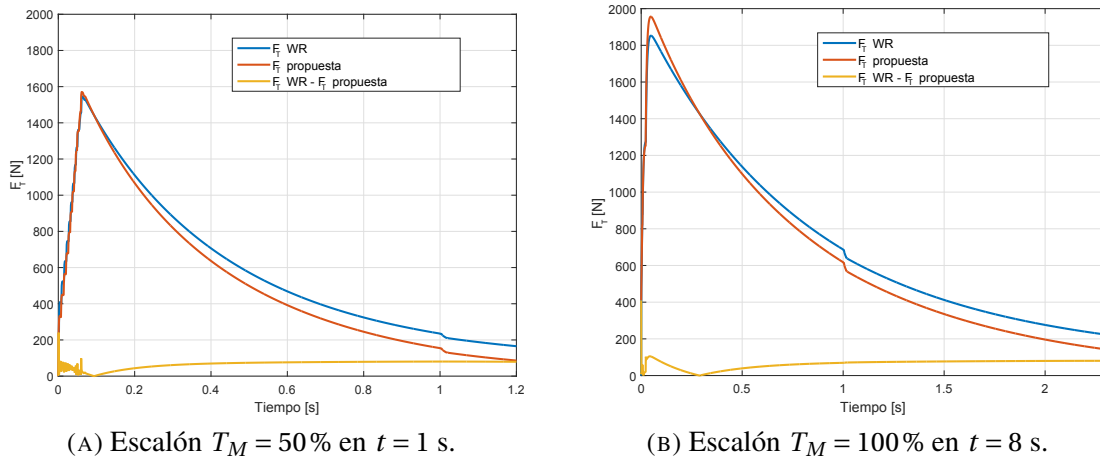 2000
1800
1600
1400
1200
1000
800
600
400
200
0
F_T [N]
F_T WR
F_T propuesta
F_T WR - F_T propuesta
0 0.2 0.4 0.6 0.8 1.0 1.2
Tiempo [s]
(A) Escalón T_M = 50% en t = 1 s.
2000
1800
1600
1400
1200
1000
800
600
400
200
0
F_T [N]
F_T WR
F_T propuesta
F_T WR - F_T propuesta
0 0.5 1 1.5 2
Tiempo [s]
(B) Escalón T_M = 100% en t = 8 s.